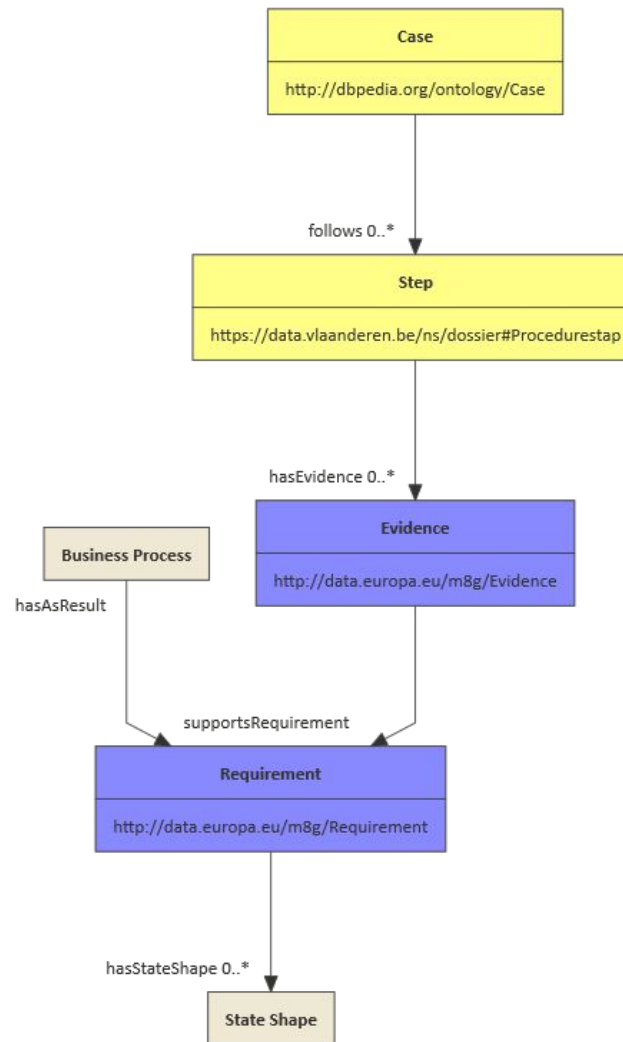 Case
http://dbpedia.org/ontology/Case
follows 0..*
Step
https://data.vlaanderen.be/ns/dossier#Procedurestap
hasEvidence 0..*
Evidence
http://data.europa.eu/m8g/Evidence
Business Process
hasAsResult
supportsRequirement
Requirement
http://data.europa.eu/m8g/Requirement
hasStateShape 0..*
State Shape